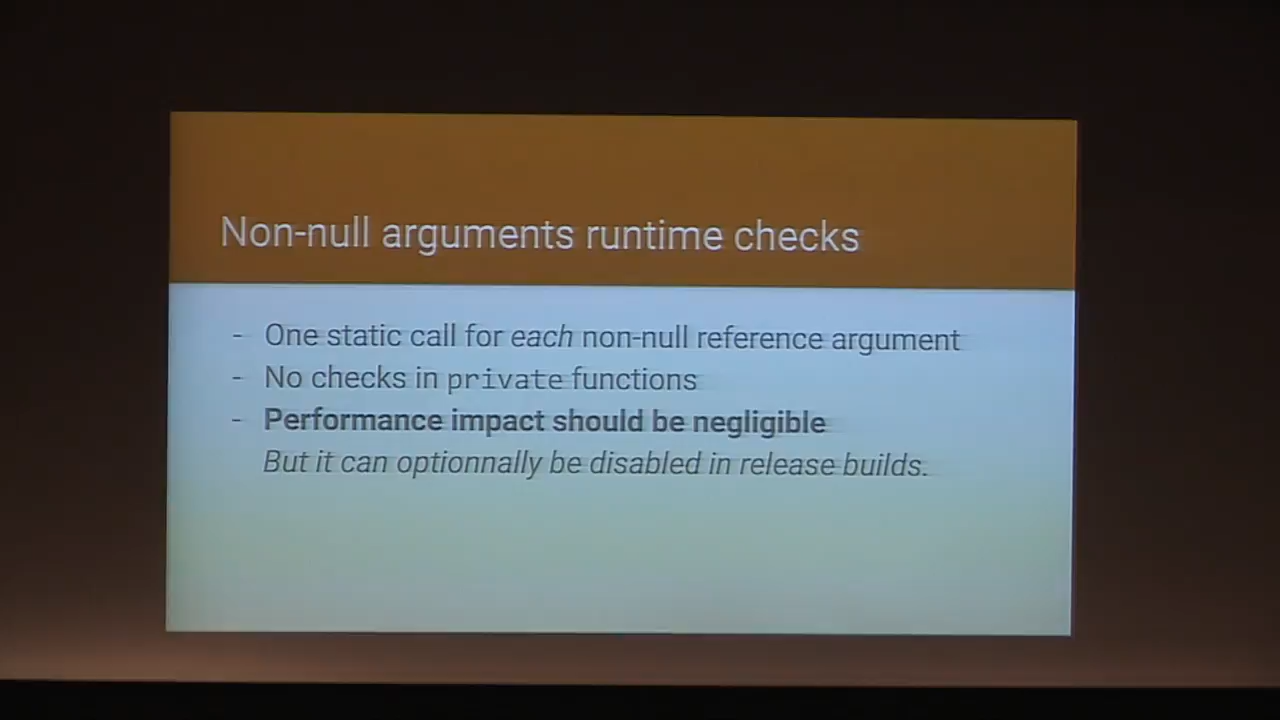 Non-null arguments runtime checks
- One static call for each non-null reference argument
- No checks in private functions
- Performance impact should be negligible
But it can optionnally be disabled in release builds.